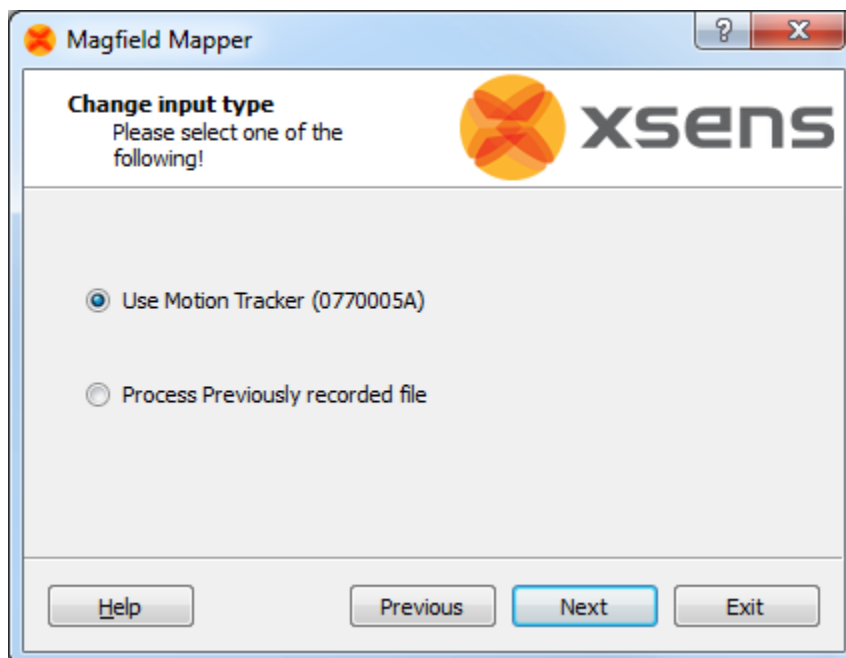 Magfield Mapper
?
X
Change input type
Please select one of the
following!
xsens
Use Motion Tracker (0770005A)
Process Previously recorded file
Help
Previous
Next
Exit